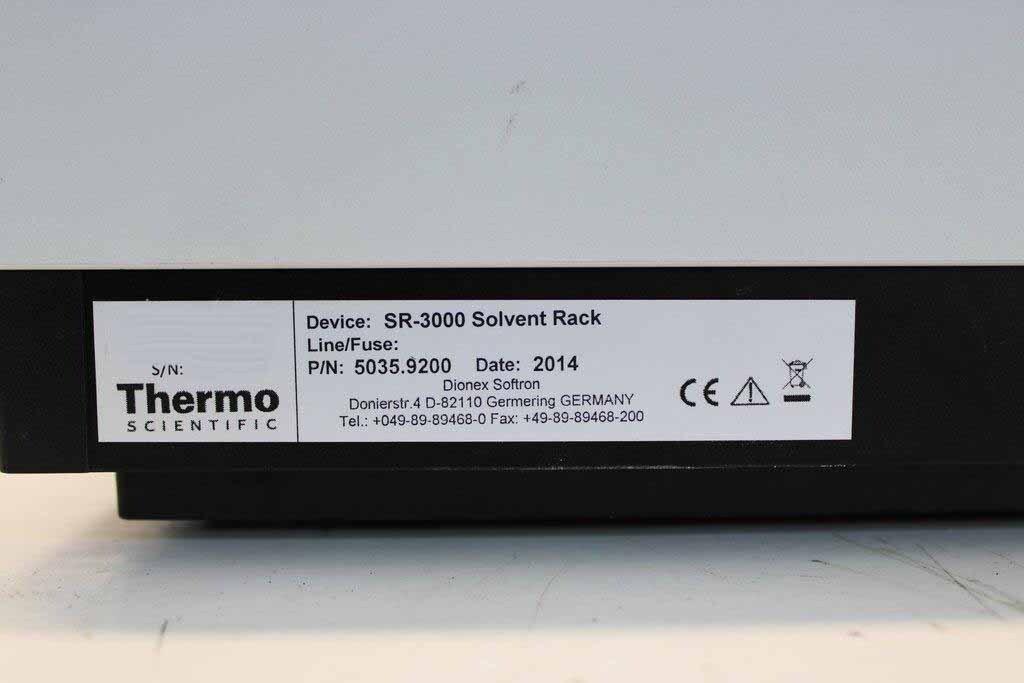 S/N:
Thermo
SCIENTIFIC
Device: SR-3000 Solvent Rack
Line/Fuse:
P/N: 5035.9200 Date: 2014
Dionex Softron
Donierstr.4 D-82110 Germering GERMANY
Tel.: +049-89-89468-0 Fax: +49-89-89468-200
CE